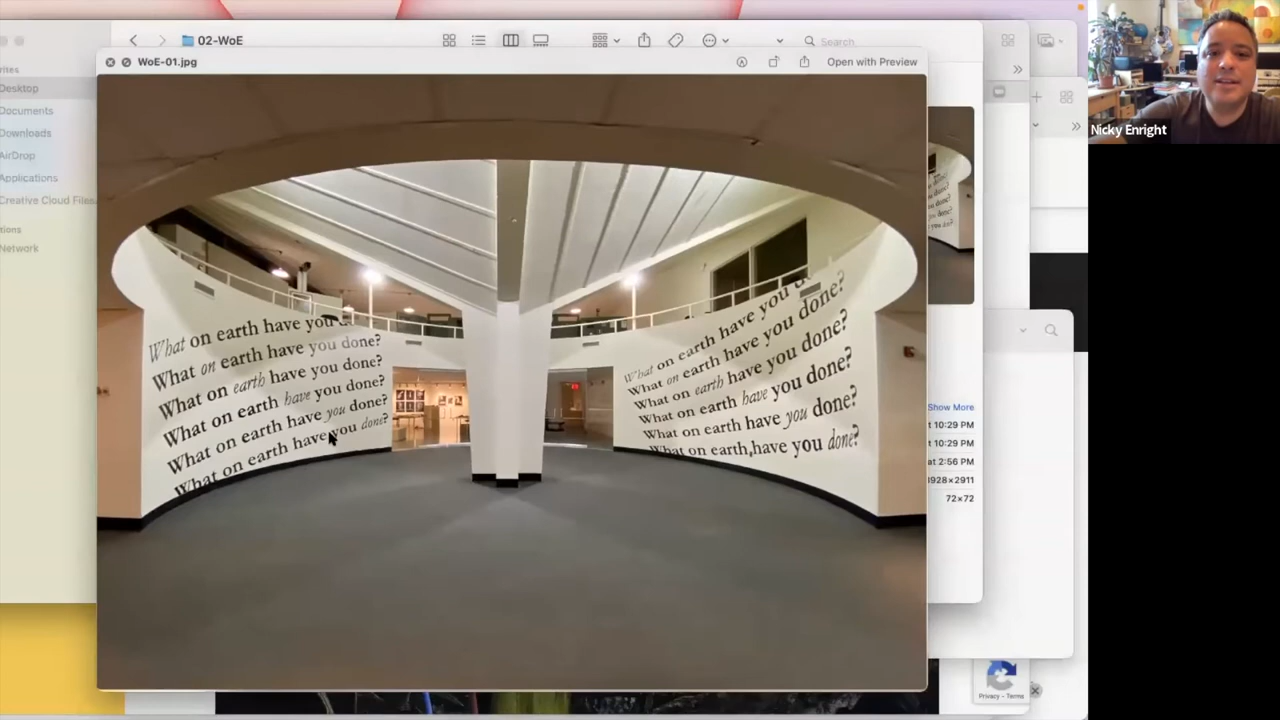 02-WoE
Search
WoE-01.jpg
Open with Preview
Desktop
Documents
Downloads
AirDrop
Applications
Creative Cloud Files
Network
Nicky Enright
What on earth have you
What on earth have you done?
What on earth have you done?
What on earth have you done?
What on earth have you done?
What on earth have you done?
What on earth have you
What on earth have you done?
What on earth have you done?
What on earth have you done?
What on earth have you done?
What on earth, have you done?
Show More
10:29 PM
10:29 PM
at 2:56 PM
1928×2911
72×72
Privacy - Terms